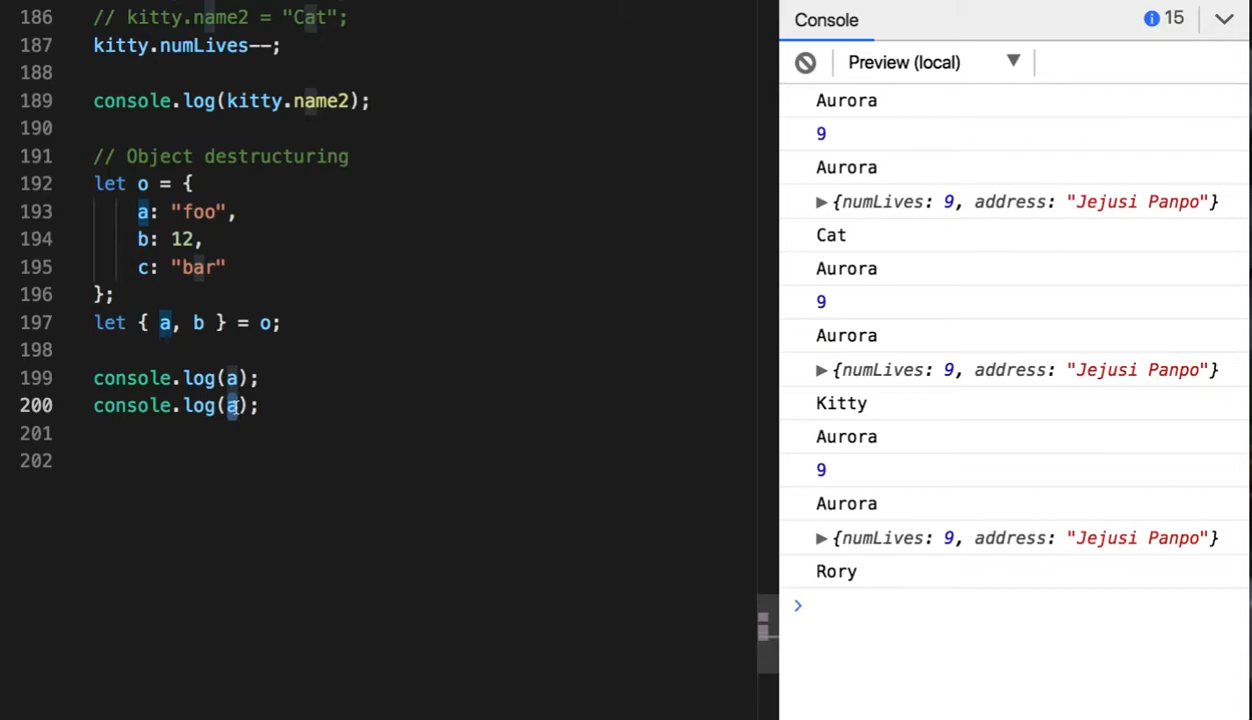 186 // kitty.name2 = "Cat";
187 kitty.numLives--;
188
189 console.log(kitty.name2);
190
191 // Object destructuring
192 let o = {
193 a: "foo",
194 b: 12,
195 c: "bar"
196 };
197 let { a, b } = o;
198
199 console.log(a);
200 console.log(a);
201
202
Console 15
Preview (local)
Aurora
9
Aurora
{numLives: 9, address: "Jejusi Panpo"}
Cat
Aurora
9
Aurora
{numLives: 9, address: "Jejusi Panpo"}
Kitty
Aurora
9
Aurora
{numLives: 9, address: "Jejusi Panpo"}
Rory